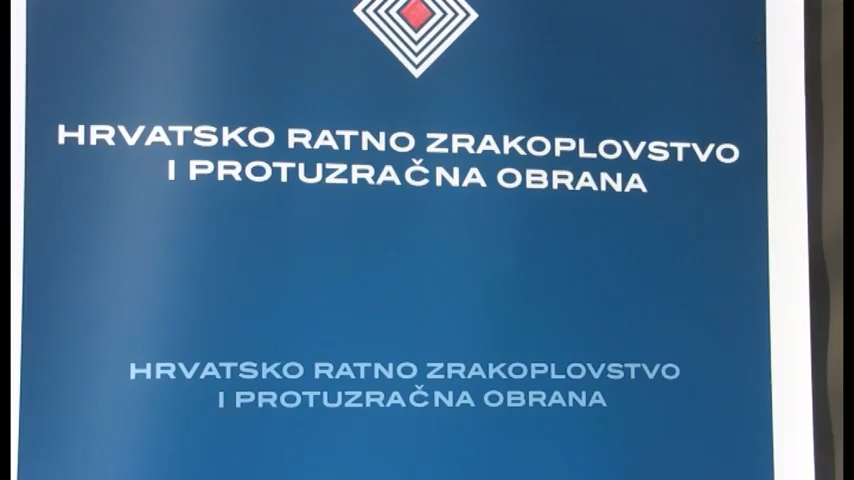 HRVATSKO RATNO ZRAKOPLOVSTVO
I PROTUZRAČNA OBRANA
HRVATSKO RATNO ZRAKOPLOVSTVO
I PROTUZRAČNA OBRANA